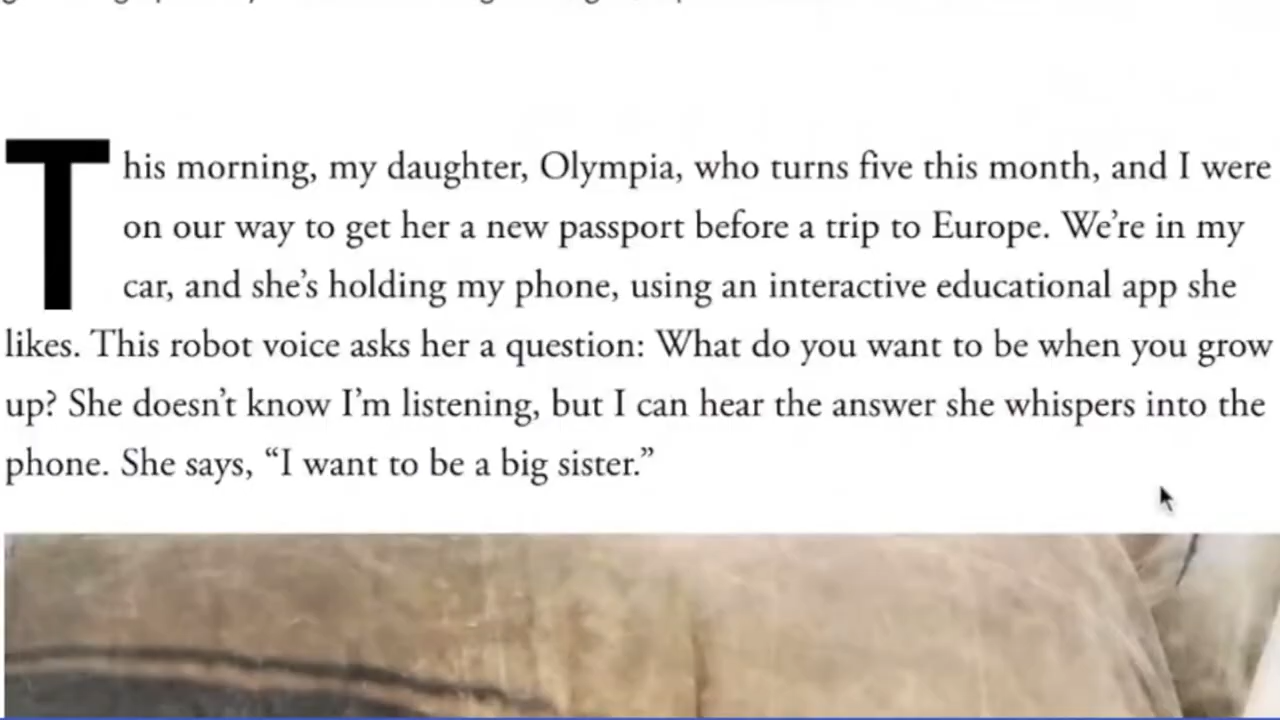 This morning, my daughter, Olympia, who turns five this month, and I were
on our way to get her a new passport before a trip to Europe. We’re in my
car, and she’s holding my phone, using an interactive educational app she
likes. This robot voice asks her a question: What do you want to be when you grow
up? She doesn’t know I’m listening, but I can hear the answer she whispers into the
phone. She says, “I want to be a big sister.”